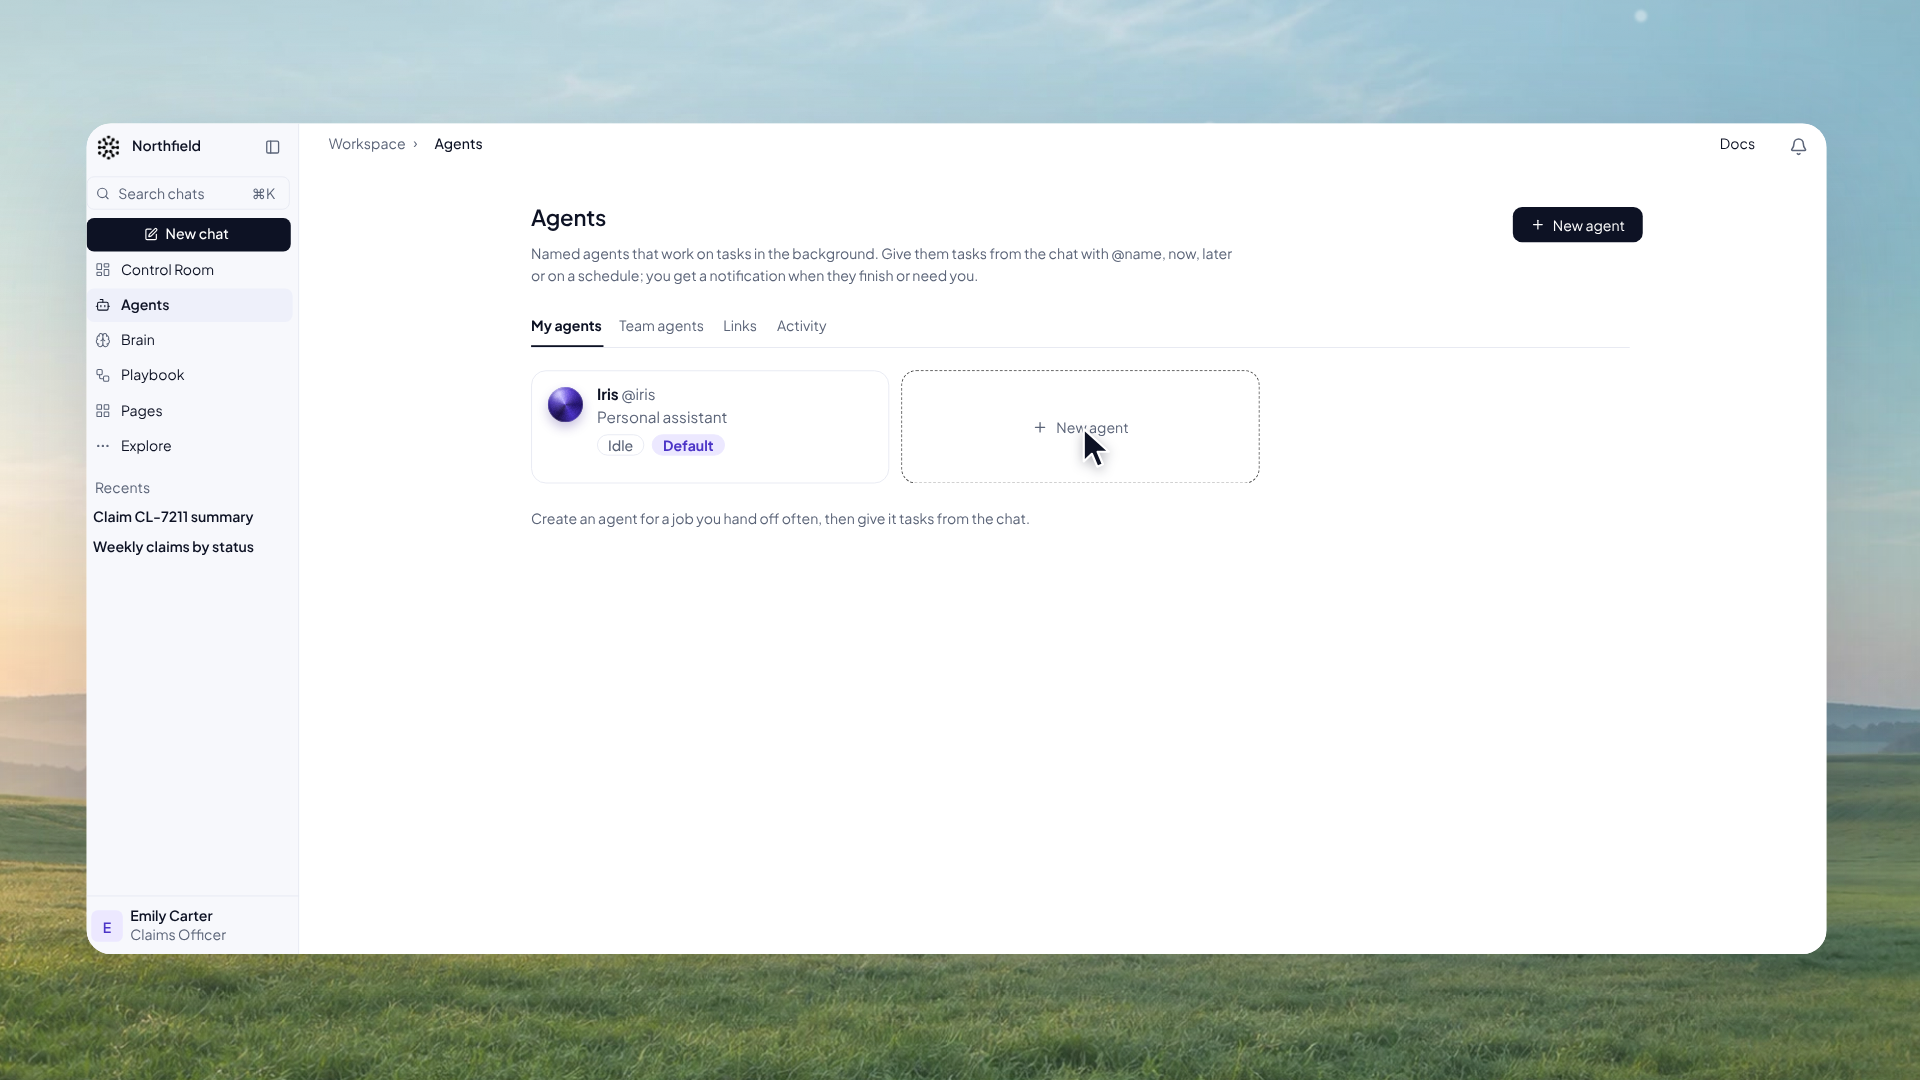 Northfield
Search chats ⌘K
New chat
Control Room
Agents
Brain
Playbook
Pages
Explore
Recents
Claim CL-7211 summary
Weekly claims by status
E
Emily Carter
Claims Officer
Workspace › Agents
Docs
Agents
New agent
Named agents that work on tasks in the background. Give them tasks from the chat with @name, now, later
or on a schedule; you get a notification when they finish or need you.
My agents Team agents Links Activity
Iris @iris
Personal assistant
Idle Default
New agent
Create an agent for a job you hand off often, then give it tasks from the chat.